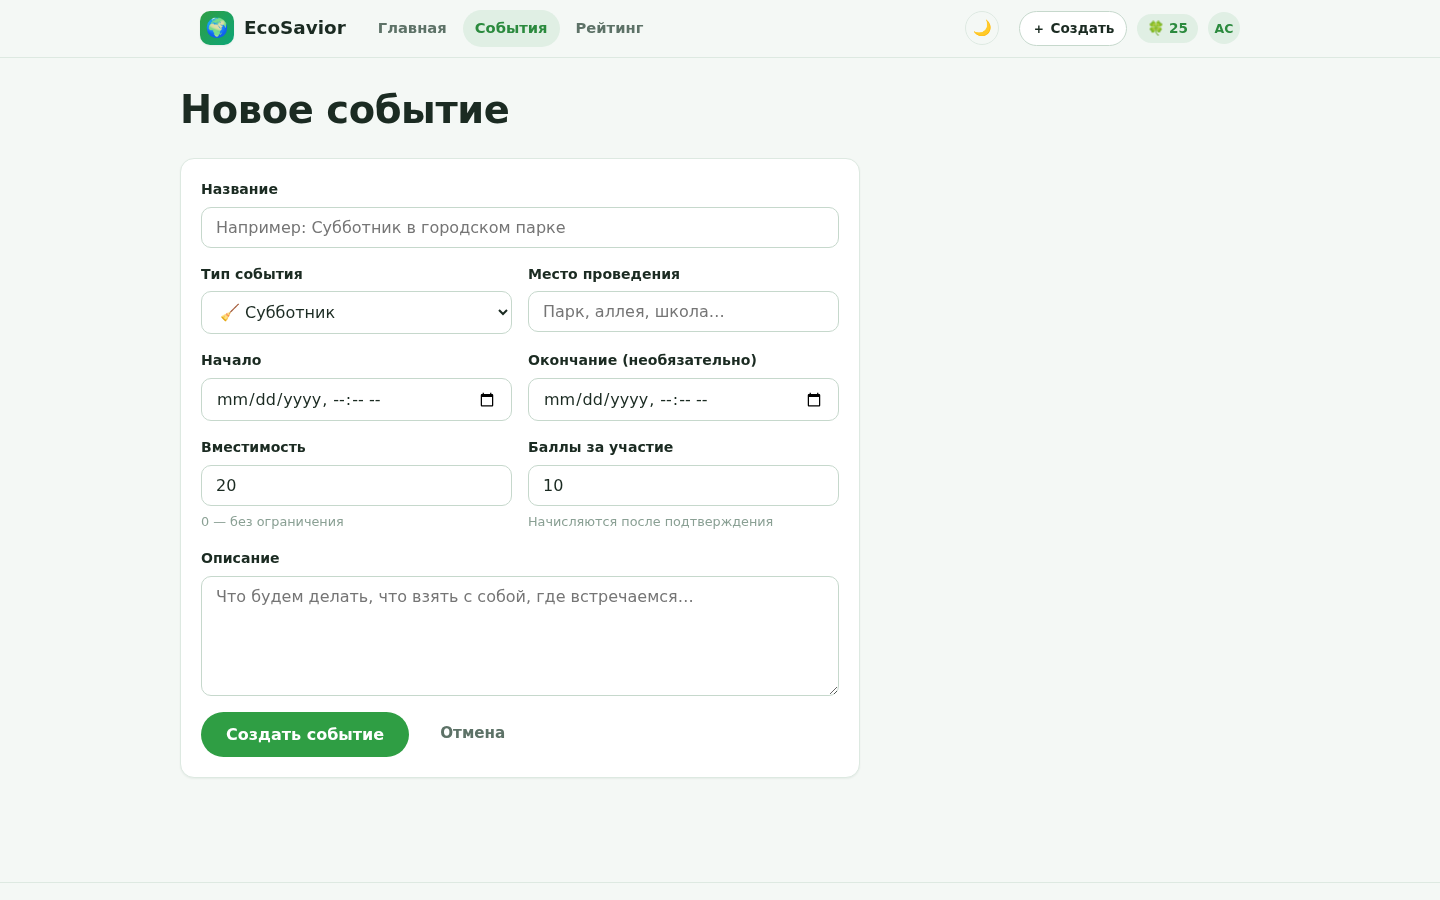 EcoSavior Главная События Рейтинг + Создать 25 АС
Новое событие
Название
Например: Субботник в городском парке
Тип события Место проведения
Субботник Парк, аллея, школа…
Начало Окончание (необязательно)
mm/dd/yyyy, --:-- -- mm/dd/yyyy, --:-- --
Вместимость Баллы за участие
20 10
0 — без ограничения Начисляются после подтверждения
Описание
Что будем делать, что взять с собой, где встречаемся…
Создать событие Отмена